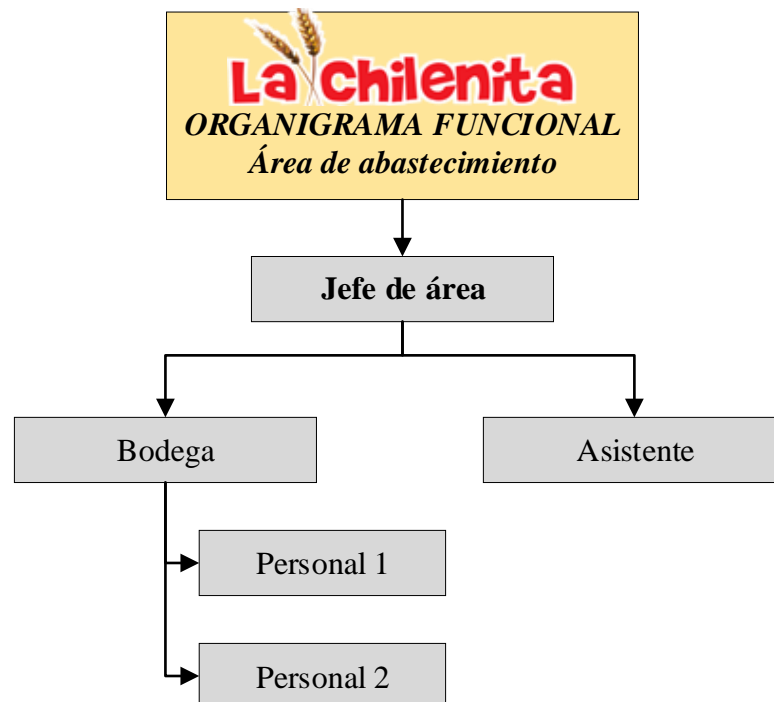 La Chilenita
ORGANIGRAMA FUNCIONAL
Área de abastecimiento
Jefe de área
Bodega
Asistente
Personal 1
Personal 2